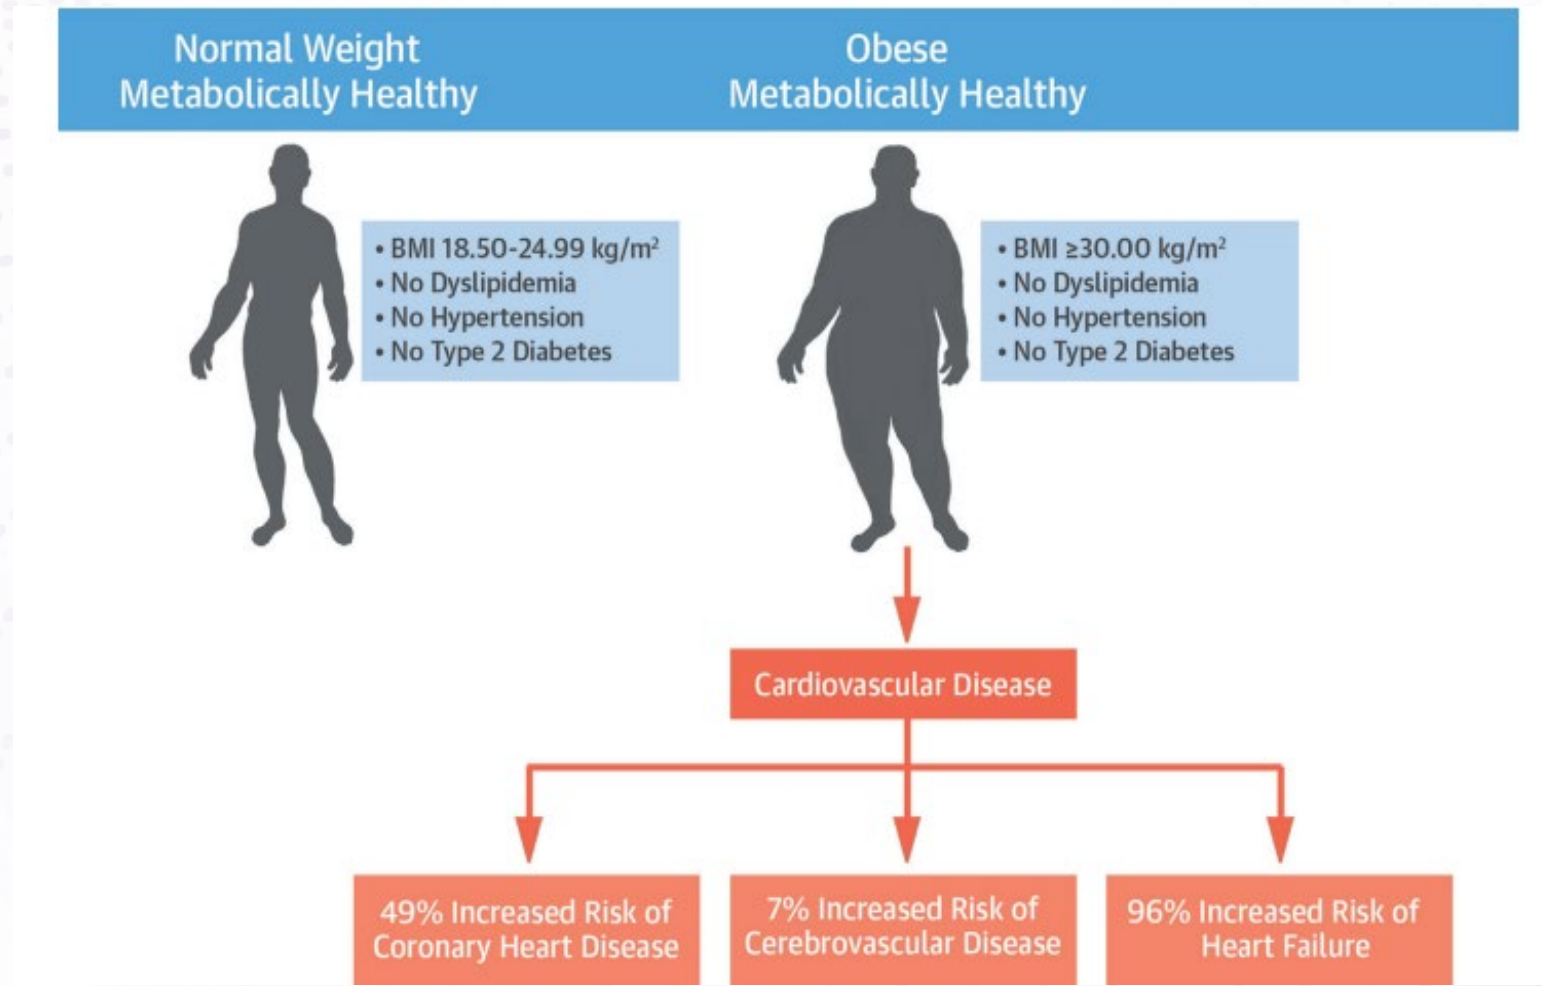 Normal Weight
Metabolically Healthy
Obese
Metabolically Healthy
• BMI 18.50-24.99 kg/m²
• No Dyslipidemia
• No Hypertension
• No Type 2 Diabetes
• BMI ≥30.00 kg/m²
• No Dyslipidemia
• No Hypertension
• No Type 2 Diabetes
Cardiovascular Disease
49% Increased Risk of
Coronary Heart Disease
7% Increased Risk of
Cerebrovascular Disease
96% Increased Risk of
Heart Failure